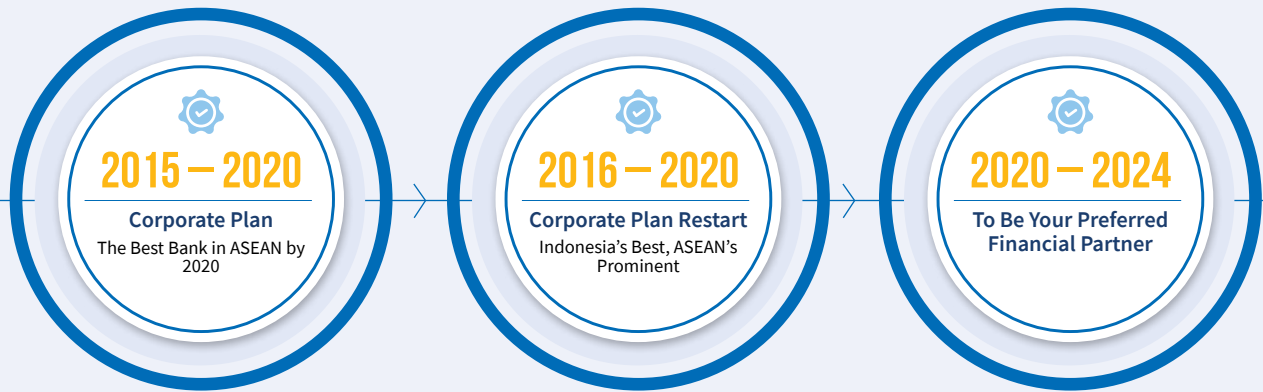 2015 – 2020
Corporate Plan
The Best Bank in ASEAN by
2020
2016 – 2020
Corporate Plan Restart
Indonesia’s Best, ASEAN’s
Prominent
2020 – 2024
To Be Your Preferred
Financial Partner